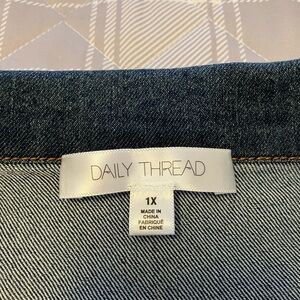 DAILY THREAD
1X
MADE IN
CHINA
FABRIQUÉ
EN CHINE